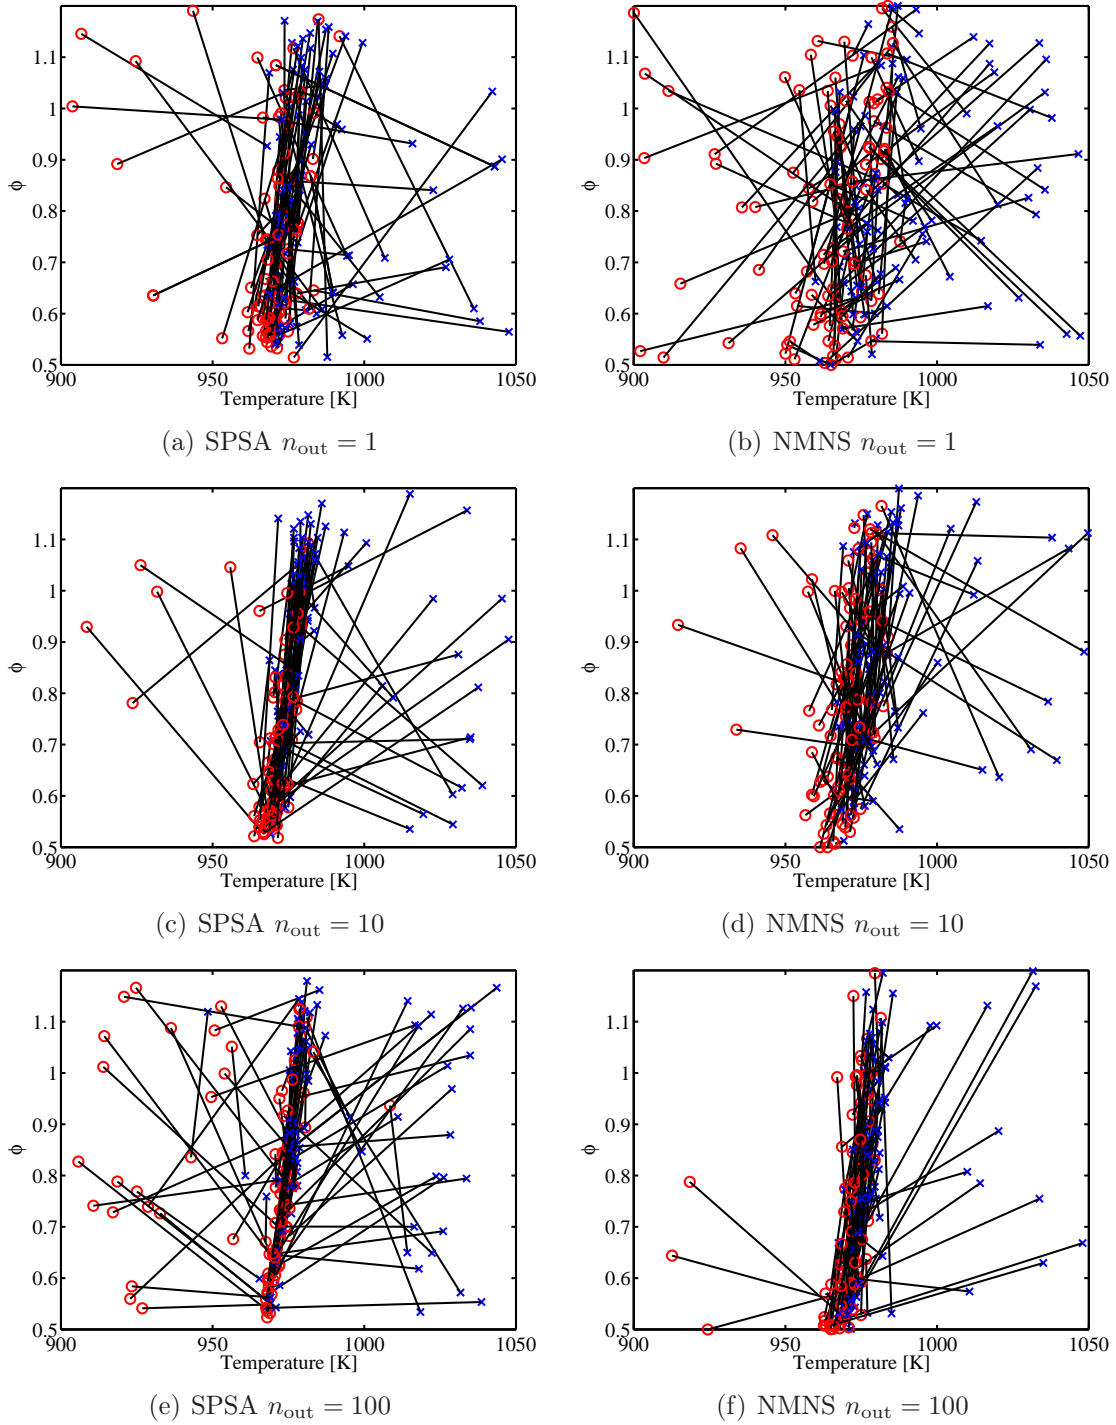 1.1
1
0.9
0.8
0.7
0.6
0.5
ϕ
900 950 1000 1050
Temperature [K]
(a) SPSA n_out = 1
1.1
1
0.9
0.8
0.7
0.6
0.5
ϕ
900 950 1000 1050
Temperature [K]
(b) NMNS n_out = 1
1.1
1
0.9
0.8
0.7
0.6
0.5
ϕ
900 950 1000 1050
Temperature [K]
(c) SPSA n_out = 10
1.1
1
0.9
0.8
0.7
0.6
0.5
ϕ
900 950 1000 1050
Temperature [K]
(d) NMNS n_out = 10
1.1
1
0.9
0.8
0.7
0.6
0.5
ϕ
900 950 1000 1050
Temperature [K]
(e) SPSA n_out = 100
1.1
1
0.9
0.8
0.7
0.6
0.5
ϕ
900 950 1000 1050
Temperature [K]
(f) NMNS n_out = 100